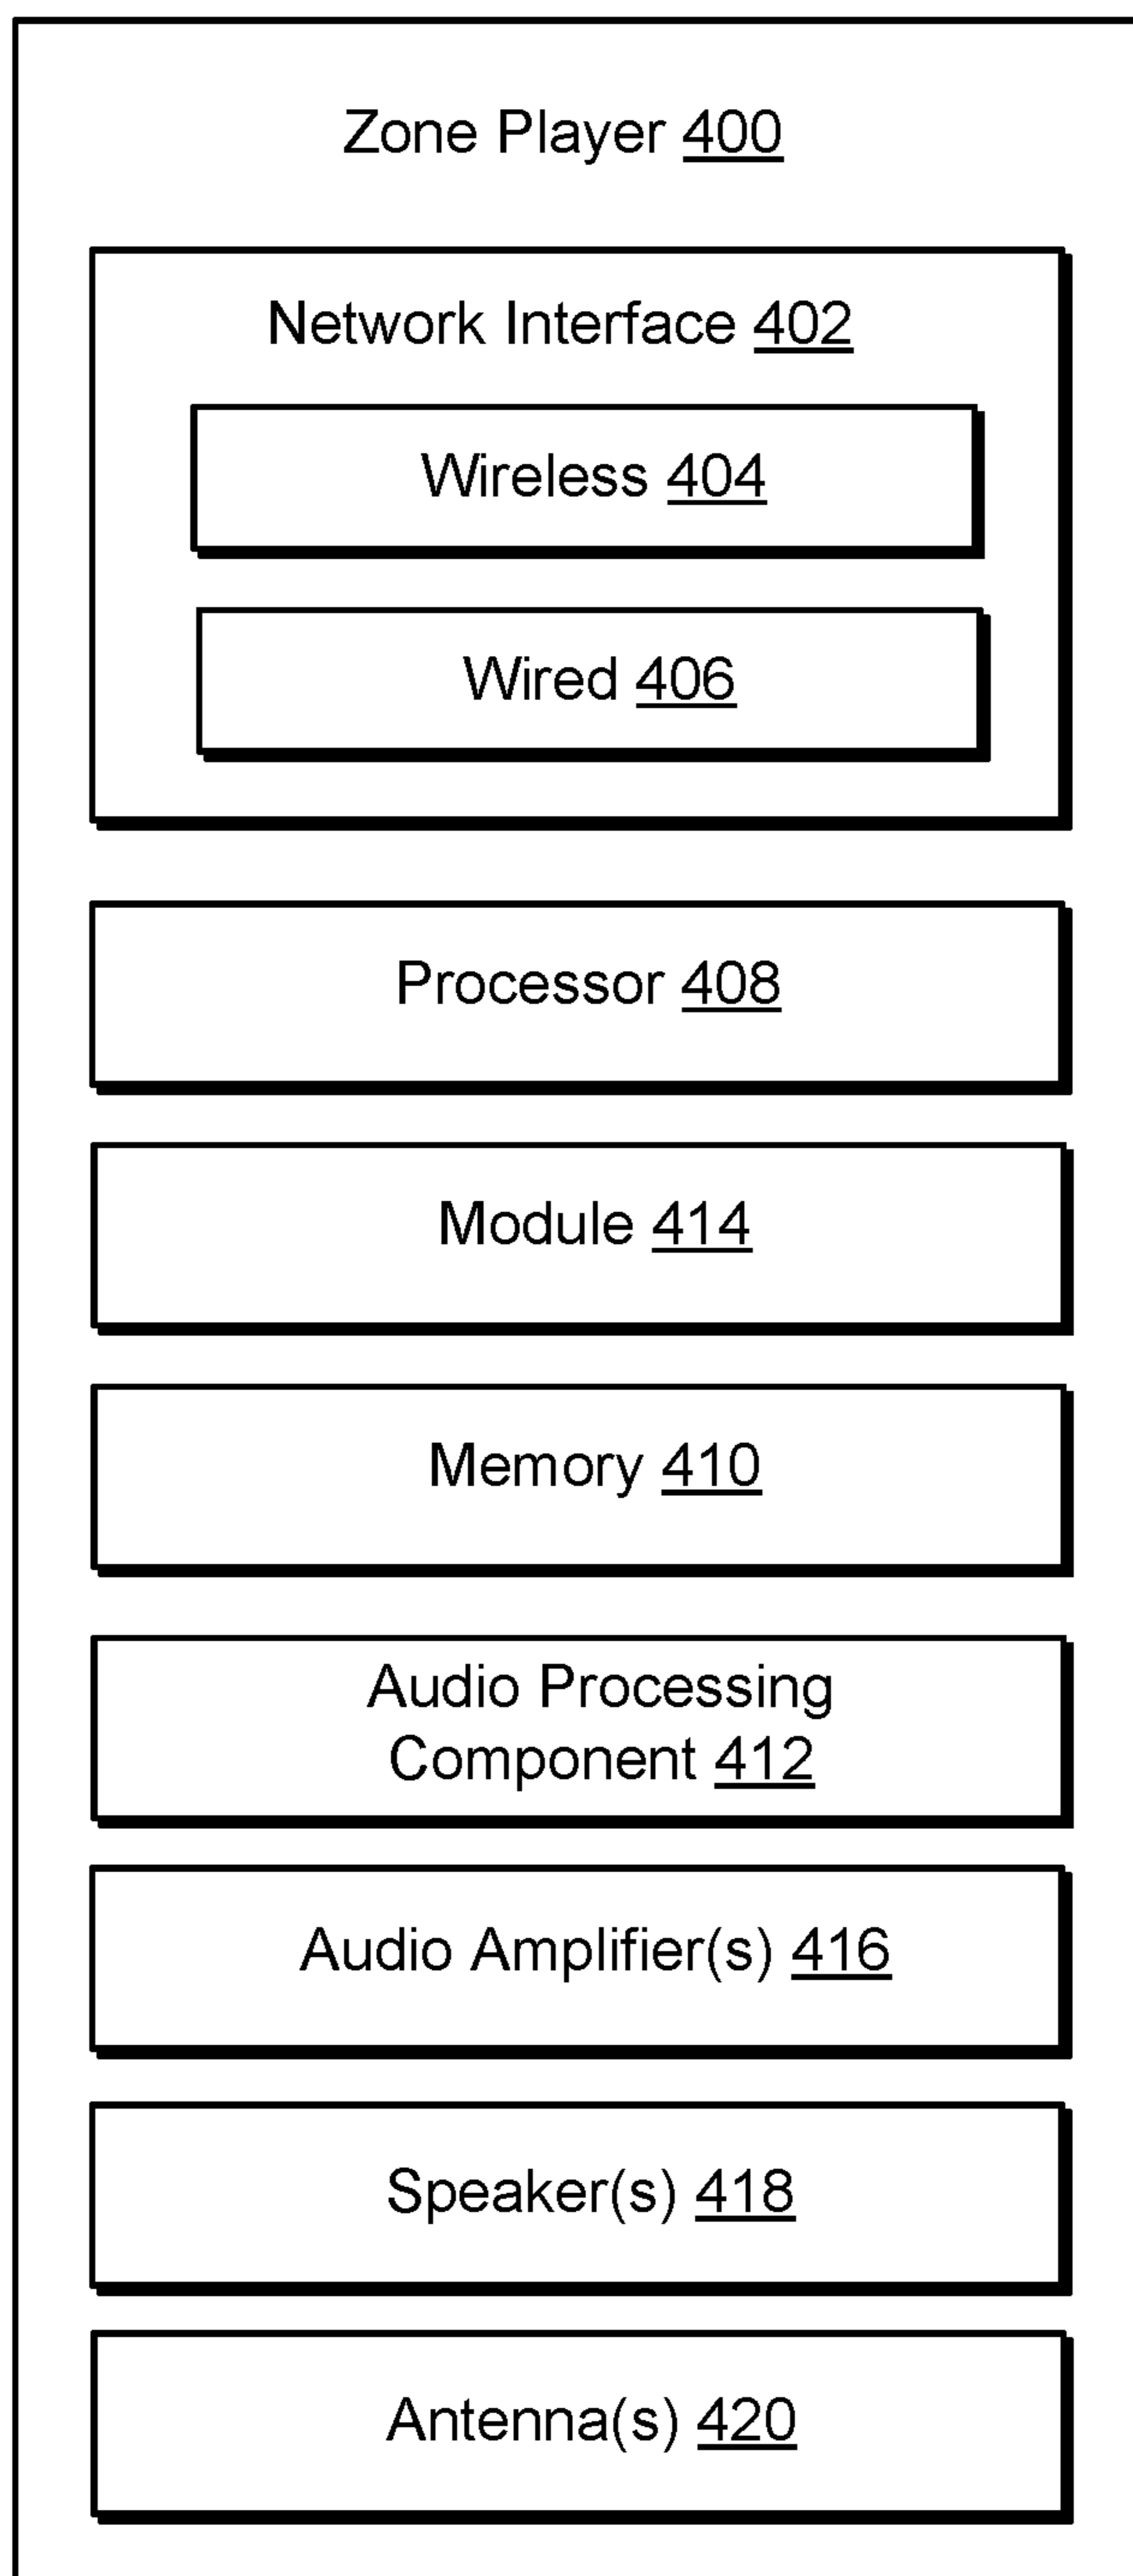 Zone Player 400
Network Interface 402
Wireless 404
Wired 406
Processor 408
Module 414
Memory 410
Audio Processing
Component 412
Audio Amplifier(s) 416
Speaker(s) 418
Antenna(s) 420